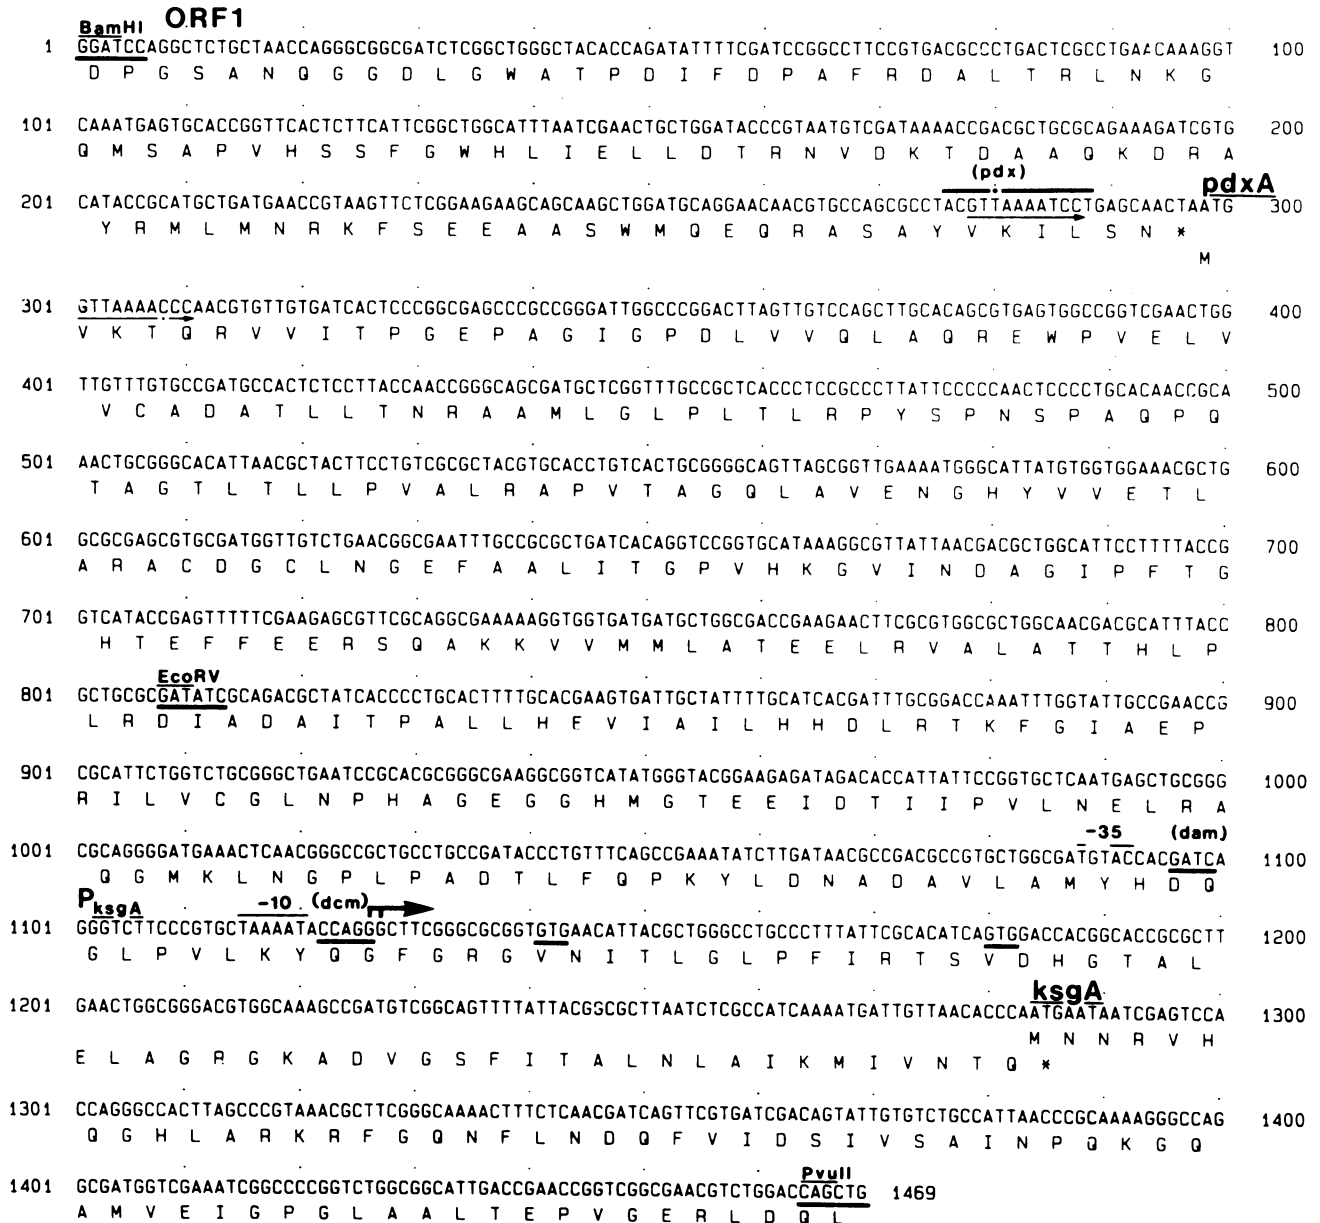 BamHI ORF1
1 GGATCCAGGCTCTGCTAACCAGGGCGGCGATCTCGGCTGGGCTACACCAGATATTTTCGATCCGGCCTTCCGTGACGCCCTGACTCGCCTGAACAAAGGT 100
D P G S A N Q G G D L G W A T P D I F D P A F R D A L T R L N K G
101 CAAATGAGTGCACCGGTTCACTCTTCATTCGGCTGGCATTTAATCGAACTGCTGGATACCCGTAATGTCGATAAAACCGACGCTGCGCAGAAAGATCGTG 200
Q M S A P V H S S F G W H L I E L L D T R N V D K T D A A Q K D R A
(pdx) pdxA
201 CATACCGCATGCTGATGAACCGTAAGTTCTCGGAAGAAGCAGCAAGCTGGATGCAGGAACAACGTGCCAGCGCCTACGTTAAAATCCTGAGCAACTAATG 300
Y R M L M N R K F S E E A A S W M Q E Q R A S A Y V K I L S N *
M
301 GTTAAAACCCAACGTGTTGTGATCACTCCCGGCGAGCCCGCCGGGATTGGCCCGGACTTAGTTGTCCAGCTTGCACAGCGTGAGTGGCCGGTCGAACTGG 400
V K T Q R V V I T P G E P A G I G P D L V V Q L A Q R E W P V E L V
401 TTGTTTGTGCCGATGCCACTCTCCTTACCAACCGGGCAGCGATGCTCGGTTTGCCGCTCACCCTCCGCCCTTATTCCCCCAACTCCCCTGCACAACCGCA 500
V C A D A T L L T N R A A M L G L P L T L R P Y S P N S P A Q P Q
501 AACTGCGGGCACATTAACGCTACTTCCTGTCGCGCTACGTGCACCTGTCACTGCGGGGCAGTTAGCGGTTGAAAATGGGCATTATGTGGTGGAAACGCTG 600
T A G T L T L L P V A L R A P V T A G Q L A V E N G H Y V V E T L
601 GCGCGAGCGTGCGATGGTTGTCTGAACGGCGAATTTGCCGCGCTGATCACAGGTCCGGTGCATAAAGGCGTTATTAACGACGCTGGCATTCCTTTTACCG 700
A R A C D G C L N G E F A A L I T G P V H K G V I N D A G I P F T G
701 GTCATACCGAGTTTTTCGAAGAGCGTTCGCAGGCGAAAAAGGTGGTGATGATGCTGGCGACCGAAGAACTTCGCGTGGCGCTGGCAACGACGCATTTACC 800
H T E F F E E R S Q A K K V V M M L A T E E L R V A L A T T H L P
EcoRV
801 GCTGCGCGATATCGCAGACGCTATCACCCCTGCACTTTTGCACGAAGTGATTGCTATTTTGCATCACGATTTGCGGACCAAATTTGGTATTGCCGAACCG 900
L R D I A D A I T P A L L H E V I A I L H H D L R T K F G I A E P
901 CGCATTCTGGTCTGCGGGCTGAATCCGCACGCGGGCGAAGGCGGTCATATGGGTACGGAAGAGATAGACACCATTATTCCGGTGCTCAATGAGCTGCGGG 1000
R I L V C G L N P H A G E G G H M G T E E I D T I I P V L N E L R A
-35 (dam)
1001 CGCAGGGGATGAAACTCAACGGGCCGCTGCCTGCCGATACCCTGTTTCAGCCGAAATATCTTGATAACGCCGACGCCGTGCTGGCGATGTACCACGATCA 1100
Q G M K L N G P L P A D T L F Q P K Y L D N A D A V L A M Y H D Q
PksgA -10 (dcm)
1101 GGGTCTTCCCGTGCTAAAATACCAGGGCTTCGGGCGCGGTGTGAACATTACGCTGGGCCTGCCCTTTATTCGCACATCAGTGGACCACGGCACCGCGCTT 1200
G L P V L K Y Q G F G R G V N I T L G L P F I R T S V D H G T A L
ksgA
1201 GAACTGGCGGGACGTGGCAAAGCCGATGTCGGCAGTTTTATTACGGCGCTTAATCTCGCCATCAAAATGATTGTTAACACCCAATGAATAATCGAGTCCA 1300
M N N R V H
E L A G R G K A D V G S F I T A L N L A I K M I V N T Q *
1301 CCAGGGCCACTTAGCCCGTAAACGCTTCGGGCAAAACTTTCTCAACGATCAGTTCGTGATCGACAGTATTGTGTCTGCCATTAACCCGCAAAAGGGCCAG 1400
Q G H L A R K R F G Q N F L N D Q F V I D S I V S A I N P Q K G Q
PvuII
1401 GCGATGGTCGAAATCGGCCCCGGTCTGGCGGCATTGACCGAACCGGTCGGCGAACGTCTGGACCAGCTG 1469
A M V E I G P G L A A L T E P V G E R L D Q L